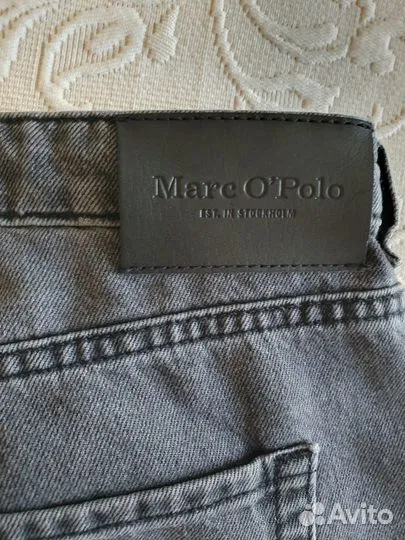 Marc O'Polo
EST. IN STOCKHOLM
Avito